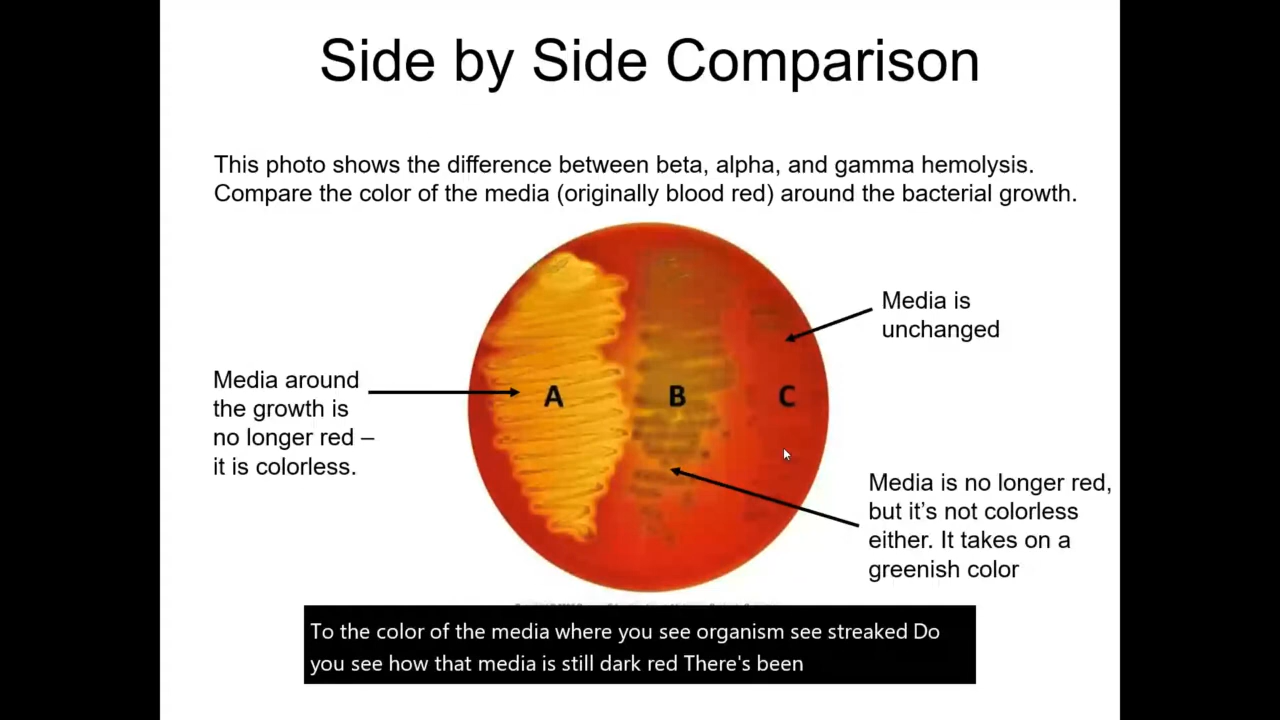 Side by Side Comparison
This photo shows the difference between beta, alpha, and gamma hemolysis.
Compare the color of the media (originally blood red) around the bacterial growth.
Media is
unchanged
Media around
the growth is
no longer red –
it is colorless.
A
B
C
Media is no longer red,
but it’s not colorless
either. It takes on a
greenish color
To the color of the media where you see organism see streaked Do
you see how that media is still dark red There's been